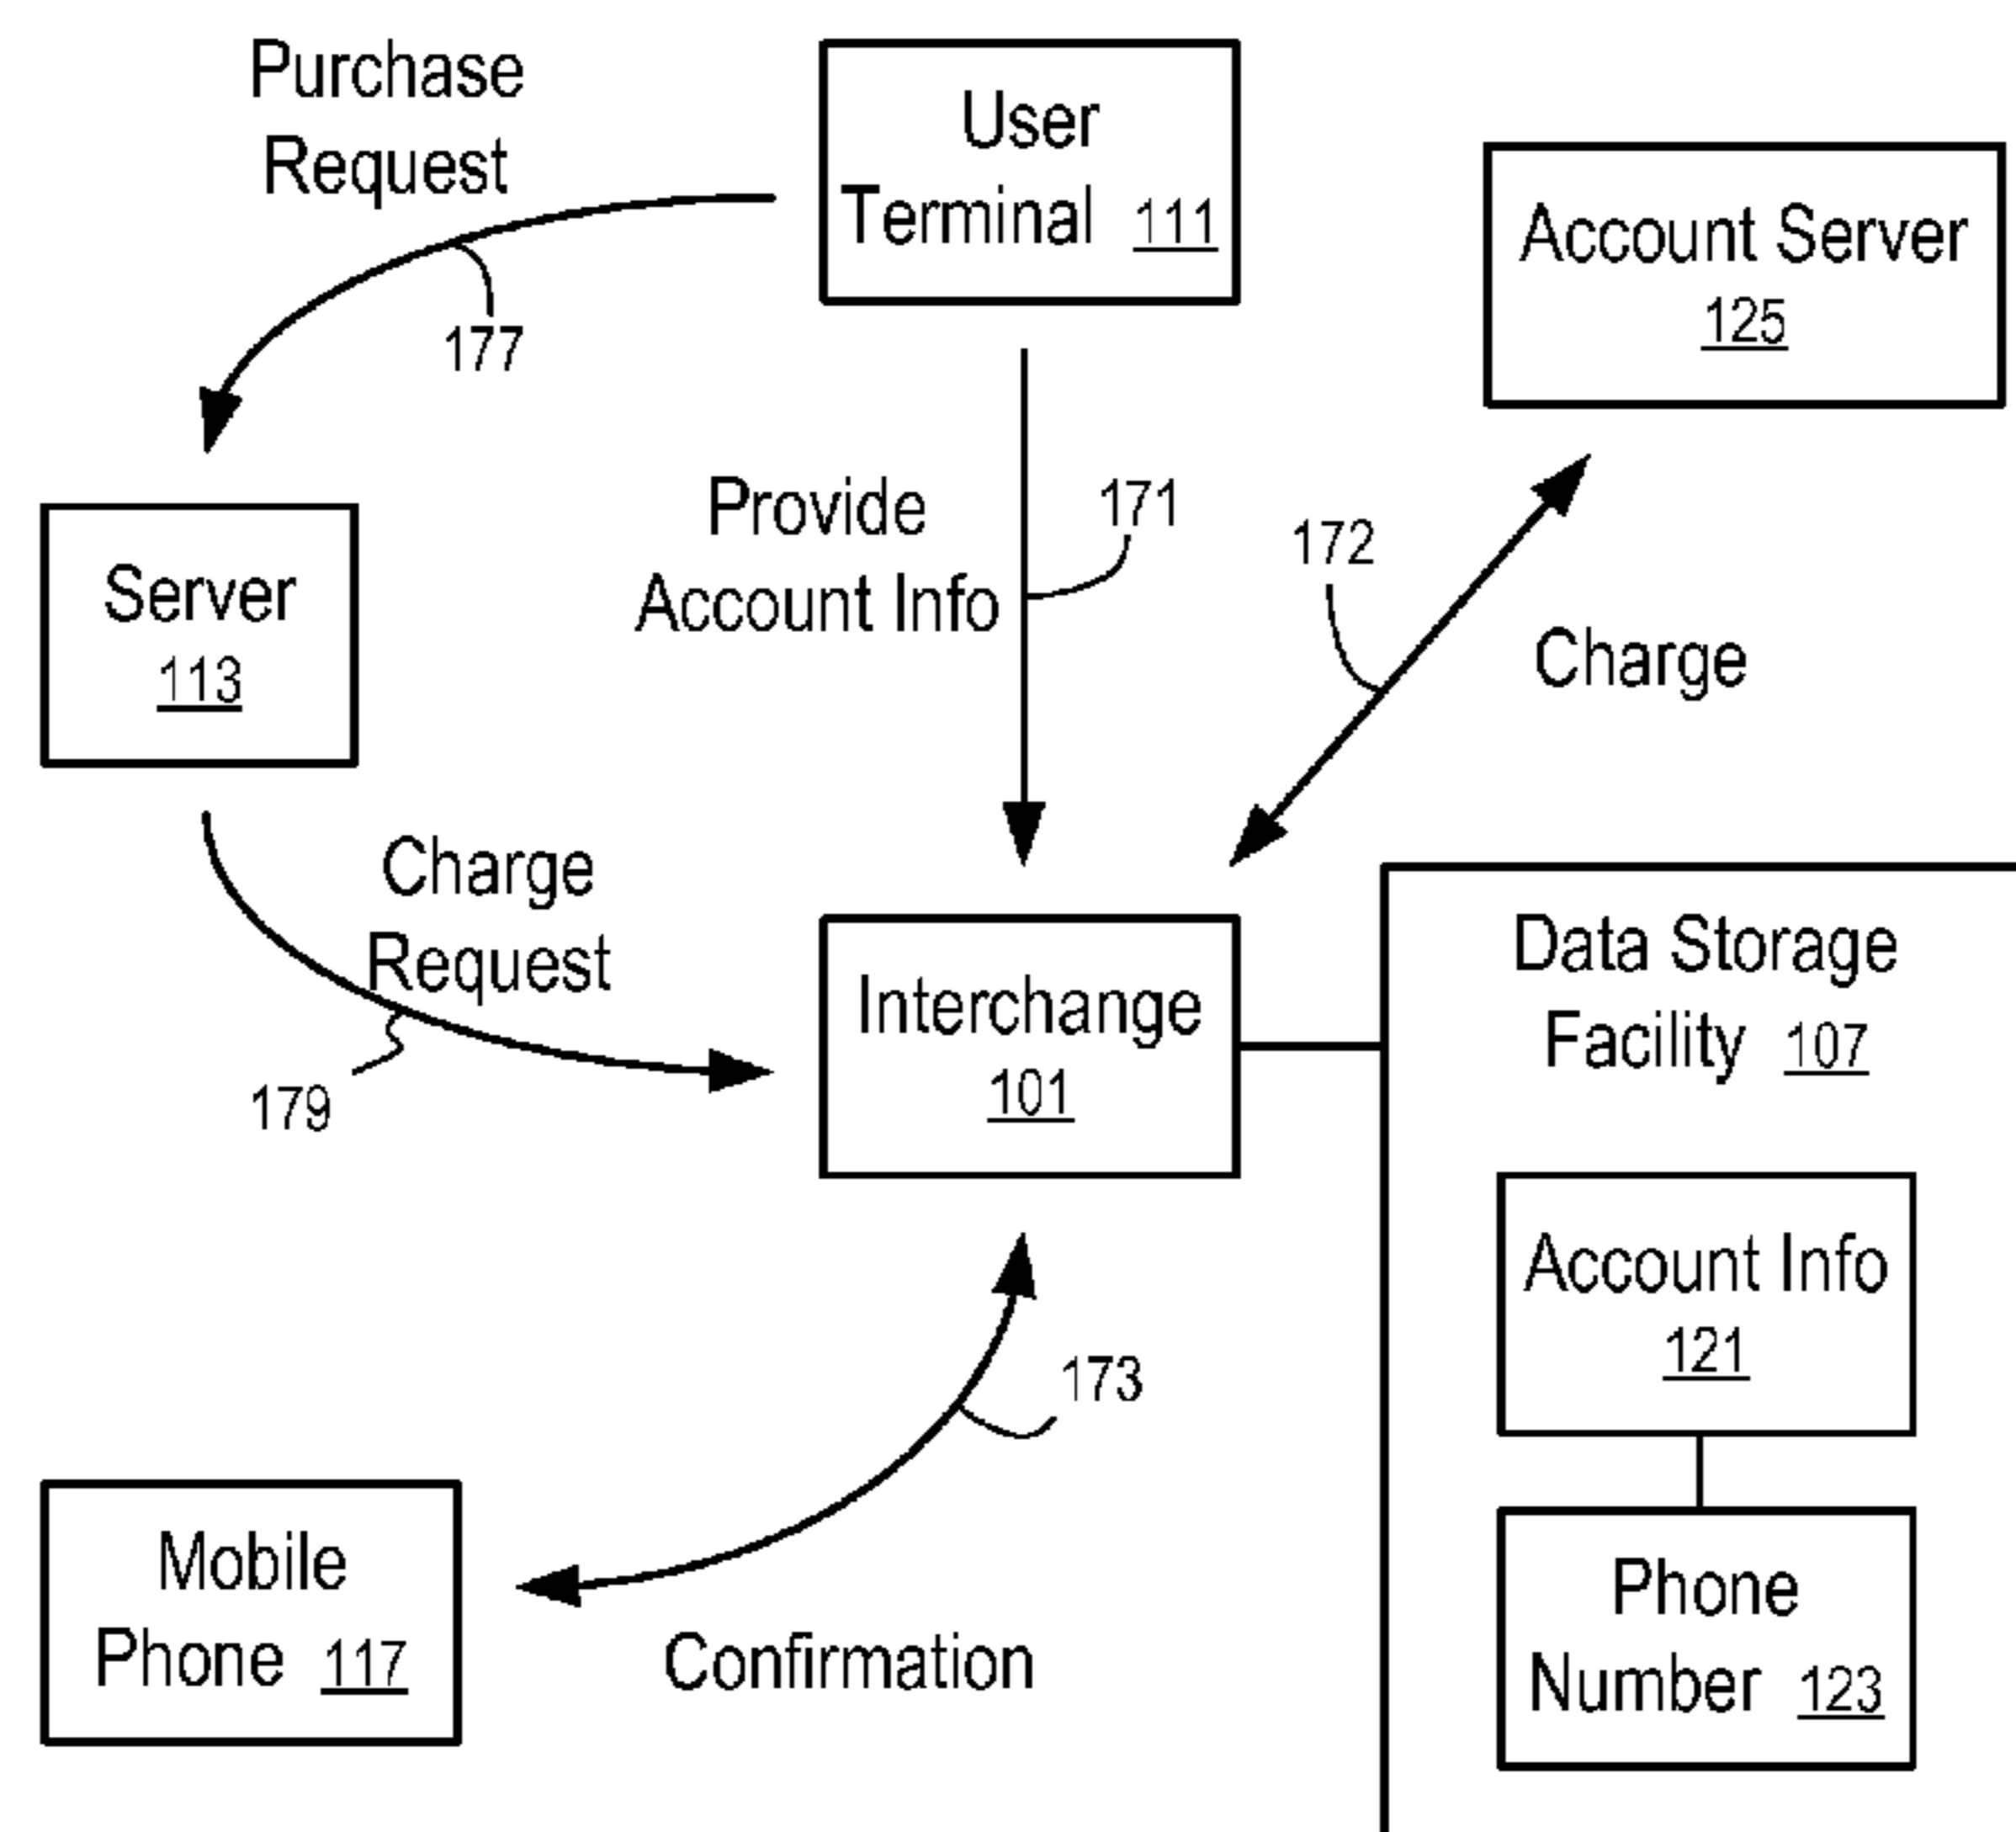 Purchase
Request
177
User
Terminal 111
Account Server
125
Server
113
Provide
Account Info
171
172
Charge
Charge
Request
179
Interchange
101
Data Storage
Facility 107
Account Info
121
Phone
Number 123
173
Mobile
Phone 117
Confirmation